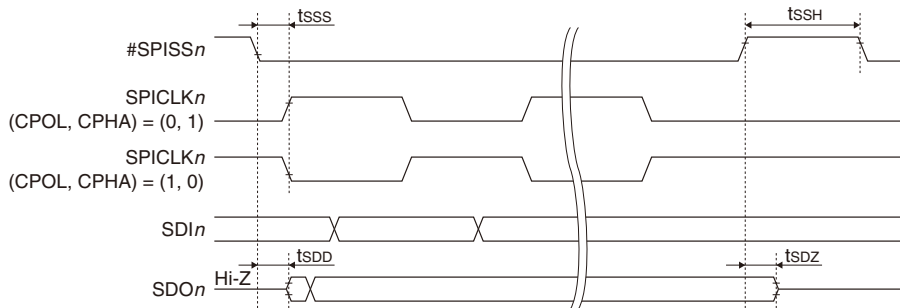 tSSS
tSSH
#SPISSn
SPICLKn
(CPOL, CPHA) = (0, 1)
SPICLKn
(CPOL, CPHA) = (1, 0)
SDIn
tSDD
tSDZ
Hi-Z
SDOn